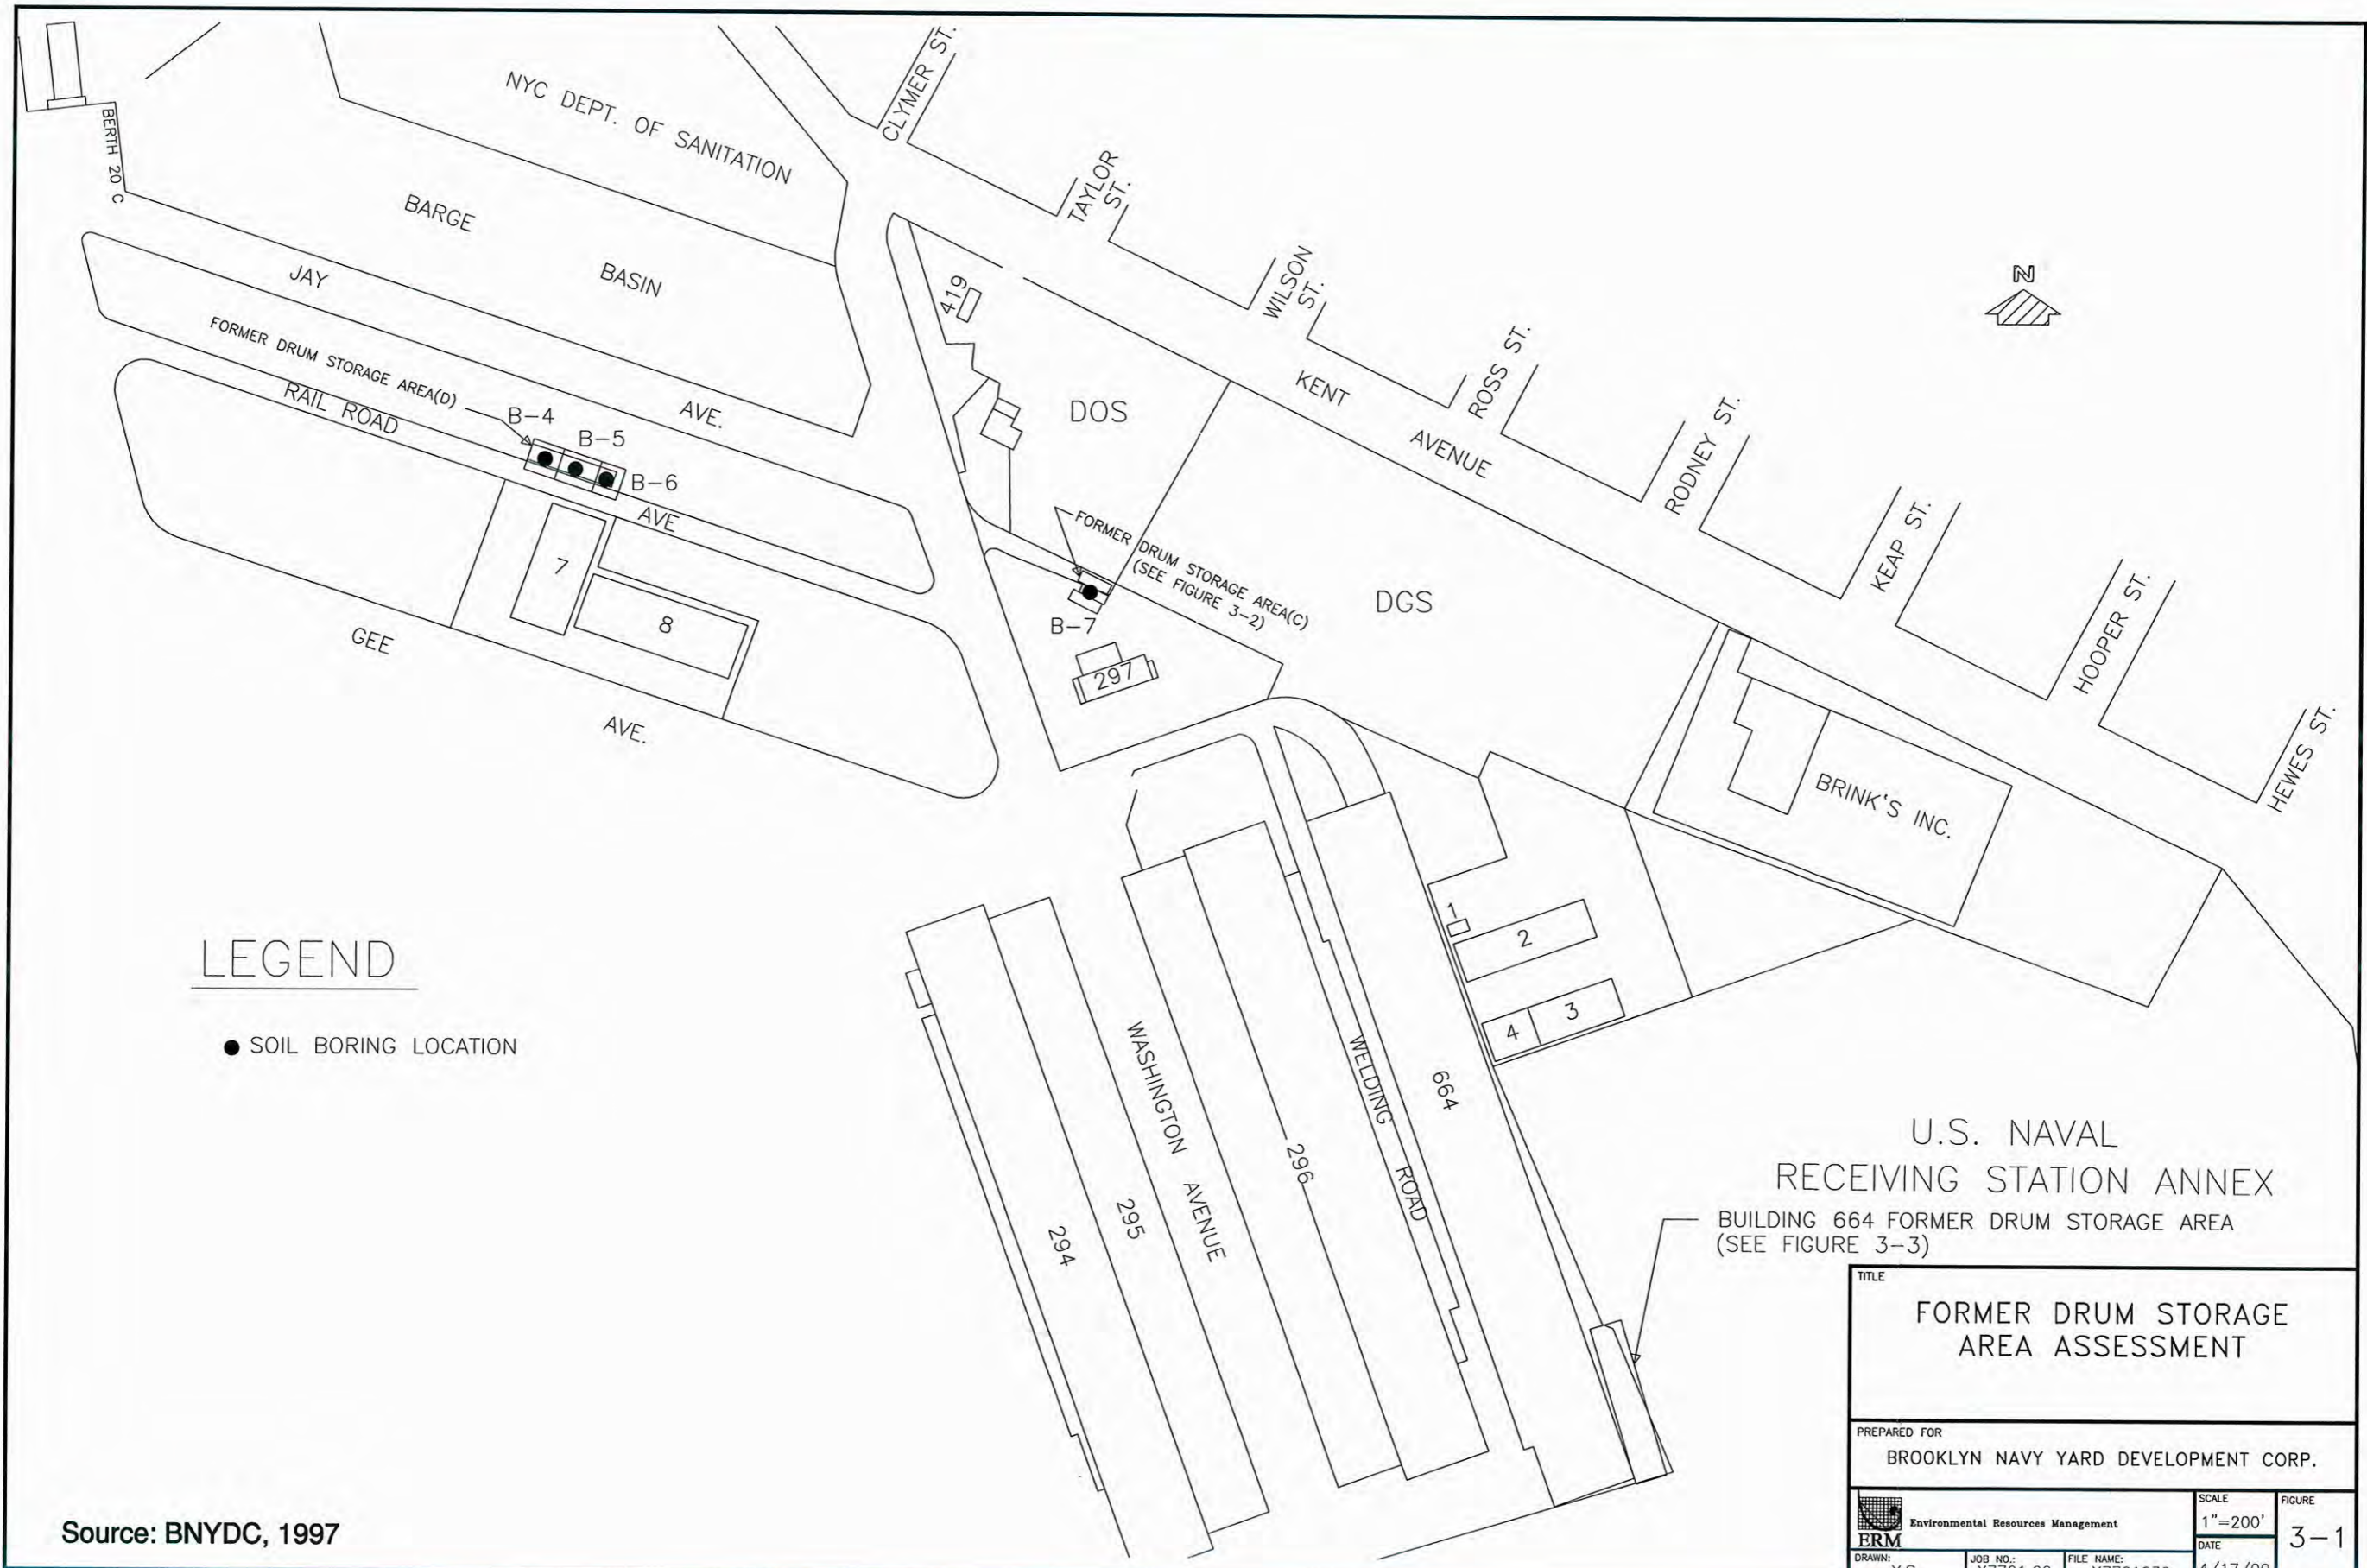 CLYMER ST.
NYC DEPT. OF SANITATION
BERTH 20 C
TAYLOR
ST.
BARGE
BASIN
WILSON
ST.
N
JAY
AVE.
419
FORMER DRUM STORAGE AREA(D)
RAIL ROAD
AVE
B-4
B-5
B-6
DOS
KENT
AVENUE
ROSS ST.
RODNEY ST.
KEAP ST.
HOOPER ST.
HEWES ST.
FORMER DRUM STORAGE AREA(C)
(SEE FIGURE 3-2)
B-7
DGS
7
8
GEE
AVE.
297
BRINK'S INC.
LEGEND
SOIL BORING LOCATION
1
2
3
4
WASHINGTON AVENUE
WELDING
ROAD
664
296
295
294
U.S. NAVAL
RECEIVING STATION ANNEX
BUILDING 664 FORMER DRUM STORAGE AREA
(SEE FIGURE 3-3)
TITLE
FORMER DRUM STORAGE
AREA ASSESSMENT
PREPARED FOR
BROOKLYN NAVY YARD DEVELOPMENT CORP.
ERM
Environmental Resources Management
SCALE
1"=200'
FIGURE
3-1
DATE
DRAWN:
JOB NO.:
FILE NAME:
Source: BNYDC, 1997